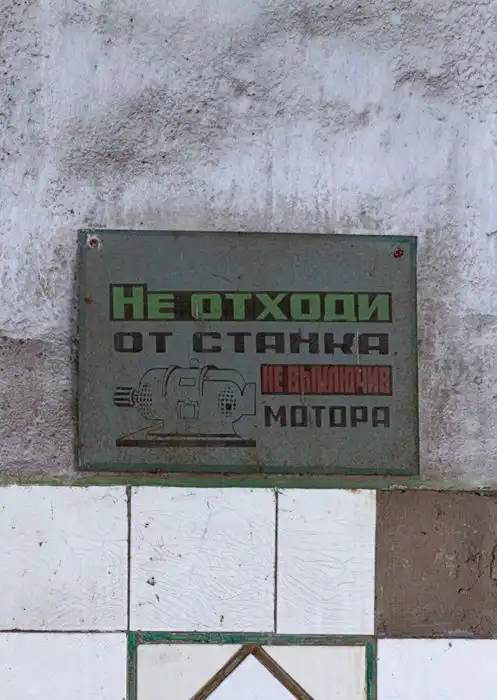 Не отходи
от станка
не выключив
мотора